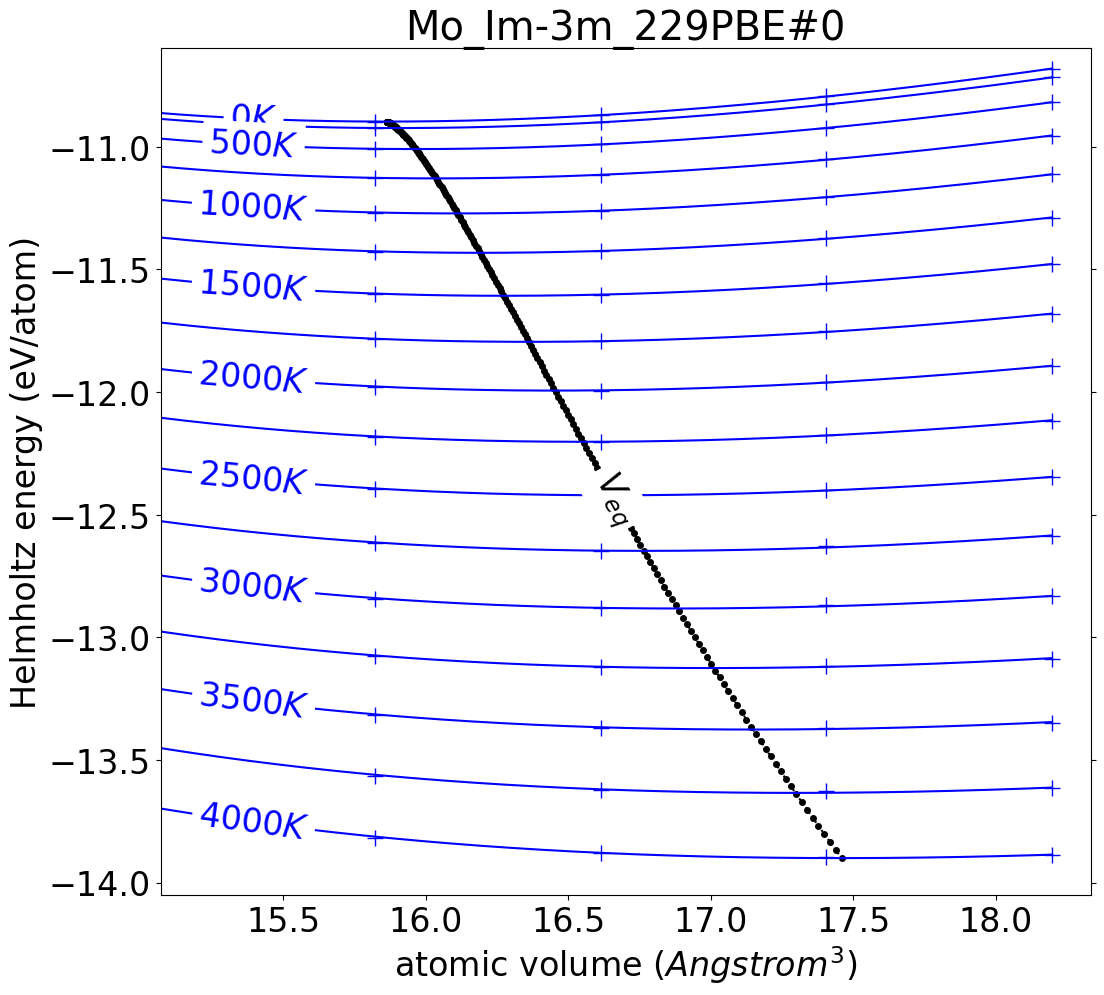 Mo_Im-3m_229PBE#0
Helmholtz energy (eV/atom)
−11.0
−11.5
−12.0
−12.5
−13.0
−13.5
−14.0
0K
500K
1000K
1500K
2000K
2500K
3000K
3500K
4000K
V_eq
15.5 16.0 16.5 17.0 17.5 18.0
atomic volume (Angstrom³)